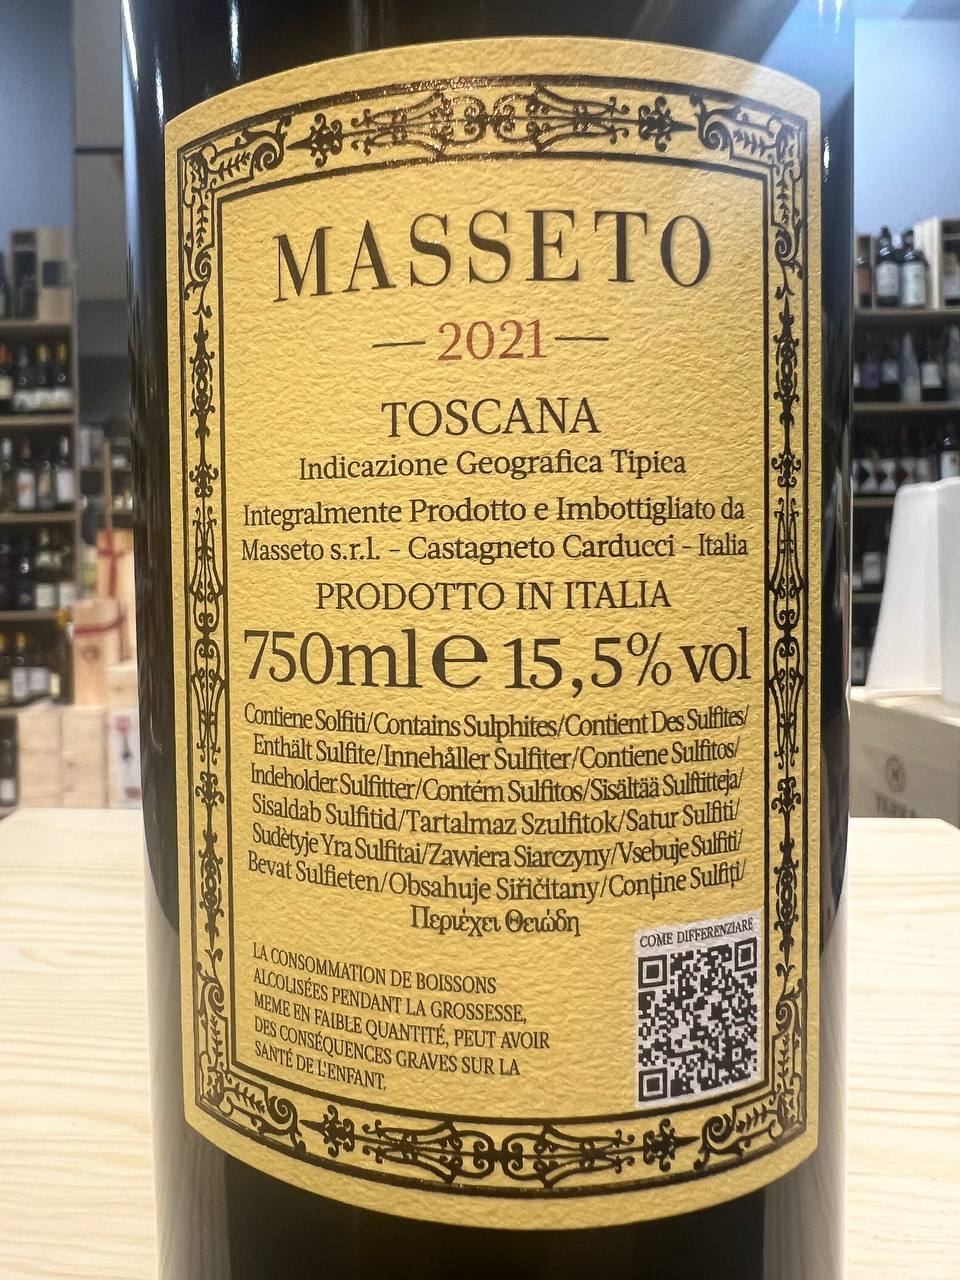 MASSETO
— 2021 —
TOSCANA
Indicazione Geografica Tipica
Integralmente Prodotto e Imbottigliato da
Masseto s.r.l. - Castagneto Carducci - Italia
PRODOTTO IN ITALIA
750ml e 15,5% vol
Contiene Solfiti/Contains Sulphites/Contient Des Sulfites/
Enthält Sulfite/Innehåller Sulfiter/Contiene Sulfitos/
Indeholder Sulfitter/Contém Sulfitos/Sisältää Sulfiitteja/
Sisaldab Sulfitid/Tartalmaz Szulfitok/Satur Sulfiti/
Sudėtyje Yra Sulfitai/Zawiera Siarczyny/Vsebuje Sulfiti/
Bevat Sulfieten/Obsahuje Siřičitany/Conţine Sulfiţi/
Περιέχει Θειώδη
COME DIFFERENZIARE
LA CONSOMMATION DE BOISSONS
ALCOLISÉES PENDANT LA GROSSESSE,
MEME EN FAIBLE QUANTITÉ, PEUT AVOIR
DES CONSÉQUENCES GRAVES SUR LA
SANTÉ DE L'ENFANT.